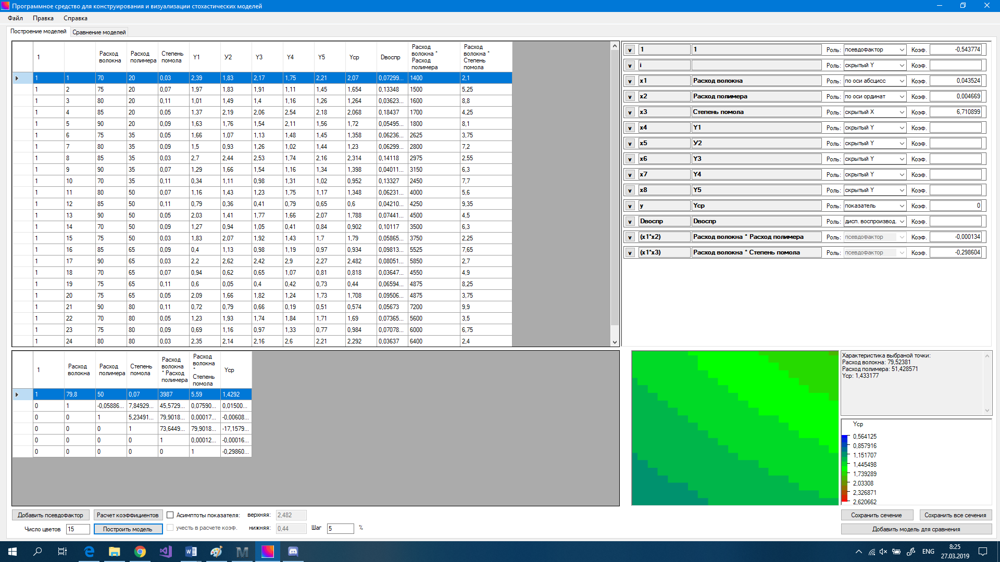 Программное средство для конструирования и визуализации стохастических моделей
Файл Правка Справка
Построение моделей Сравнение моделей
1 Расход волокна Расход полимера Степень помола Y1 У2 Y3 Y4 Y5 Yср Dвоспр Расход волокна * Расход полимера Расход волокна * Степень помола
1 1 70 20 0,03 2,39 1,83 2,17 1,75 2,21 2,07 0,07299... 1400 2,1
1 2 75 20 0,07 1,97 1,83 1,91 1,11 1,45 1,654 0,13348 1500 5,25
1 3 80 20 0,11 1,01 1,49 1,4 1,16 1,26 1,264 0,03623... 1600 8,8
1 4 85 20 0,05 1,37 2,19 2,06 2,54 2,18 2,068 0,18437 1700 4,25
1 5 90 20 0,09 1,63 1,76 1,54 2,11 1,56 1,72 0,05495... 1800 8,1
1 6 75 35 0,05 1,66 1,07 1,13 1,48 1,45 1,358 0,06236... 2625 3,75
1 7 80 35 0,09 1,5 0,93 1,26 1,02 1,44 1,23 0,06299... 2800 7,2
1 8 85 35 0,03 2,7 2,44 2,53 1,74 2,16 2,314 0,14118 2975 2,55
1 9 90 35 0,07 1,29 1,66 1,54 1,16 1,34 1,398 0,04011... 3150 6,3
1 10 70 35 0,11 0,34 1,11 0,98 1,31 1,02 0,952 0,13327 2450 7,7
1 11 80 50 0,07 1,16 1,43 1,23 1,75 1,17 1,348 0,06231... 4000 5,6
1 12 85 50 0,11 0,79 0,36 0,41 0,79 0,65 0,6 0,04210... 4250 9,35
1 13 90 50 0,05 2,03 1,41 1,77 1,66 2,07 1,788 0,07441... 4500 4,5
1 14 70 50 0,09 1,27 0,94 1,05 0,41 0,84 0,902 0,10117 3500 6,3
1 15 75 50 0,03 1,83 2,07 1,92 1,43 1,7 1,79 0,05865... 3750 2,25
1 16 85 65 0,09 0,4 1,13 0,98 1,19 0,97 0,934 0,09813... 5525 7,65
1 17 90 65 0,03 2,2 2,62 2,42 2,9 2,27 2,482 0,08051... 5850 2,7
1 18 70 65 0,07 0,94 0,62 0,65 1,07 0,81 0,818 0,03647... 4550 4,9
1 19 75 65 0,11 0,6 0,05 0,4 0,42 0,73 0,44 0,06594... 4875 8,25
1 20 75 65 0,05 2,09 1,66 1,82 1,24 1,73 1,708 0,09506... 4875 3,75
1 21 90 80 0,11 0,72 0,79 0,66 0,19 0,51 0,574 0,05673 7200 9,9
1 22 70 80 0,05 1,23 1,93 1,74 1,84 1,71 1,69 0,07365... 5600 3,5
1 23 75 80 0,09 0,69 1,16 0,97 1,33 0,77 0,984 0,07078... 6000 6,75
1 24 80 80 0,03 2,35 2,14 2,16 2,6 2,21 2,292 0,03637 6400 2,4
v 1 1 Роль: псевдофактор Коэф. -0,543774
v i Роль: скрытый Y Коэф.
v x1 Расход волокна Роль: по оси абсцисс Коэф. 0,043524
v x2 Расход полимера Роль: по оси ординат Коэф. 0,004669
v x3 Степень помола Роль: скрытый X Коэф. 6,710899
v x4 Y1 Роль: скрытый Y Коэф.
v x5 У2 Роль: скрытый Y Коэф.
v x6 Y3 Роль: скрытый Y Коэф.
v x7 Y4 Роль: скрытый Y Коэф.
v x8 Y5 Роль: скрытый Y Коэф.
v y Yср Роль: показатель Коэф. 0
v Dвоспр Dвоспр Роль: дисп. воспроизвод. Коэф.
v (x1*x2) Расход волокна * Расход полимера Роль: псевдофактор Коэф. -0,000134
v (x1*x3) Расход волокна * Степень помола Роль: псевдофактор Коэф. -0,298604
1 Расход волокна Расход полимера Степень помола Расход волокна * Расход полимера Расход волокна * Степень помола Yср
1 79,8 50 0,07 3987 5,59 1,4292
0 1 -0,05886... 7,84929... 45,5729... 0,07590... 0,01500...
0 0 1 5,23491... 79,9018... 0,00017... -0,00608...
0 0 0 1 73,6449... 79,9018... -17,1579...
0 0 0 0 1 0,00012... -0,00016...
0 0 0 0 0 1 -0,29860...
Характеристика выбраной точки:
Расход волокна: 79,52381
Расход полимера: 51,428571
Yср: 1,433177
Yср
0,564125
0,857916
1,151707
1,445498
1,739289
2,03308
2,326871
2,620662
Добавить псевдофактор Расчет коэффициентов Асимптоты показателя: верхняя: 2,482
Число цветов 15 Построить модель учесть в расчете коэф. нижняя: 0,44 Шаг 5 %
Сохранить сечение Сохранить все сечения
Добавить модель для сравнения
ENG 8:25
27.03.2019